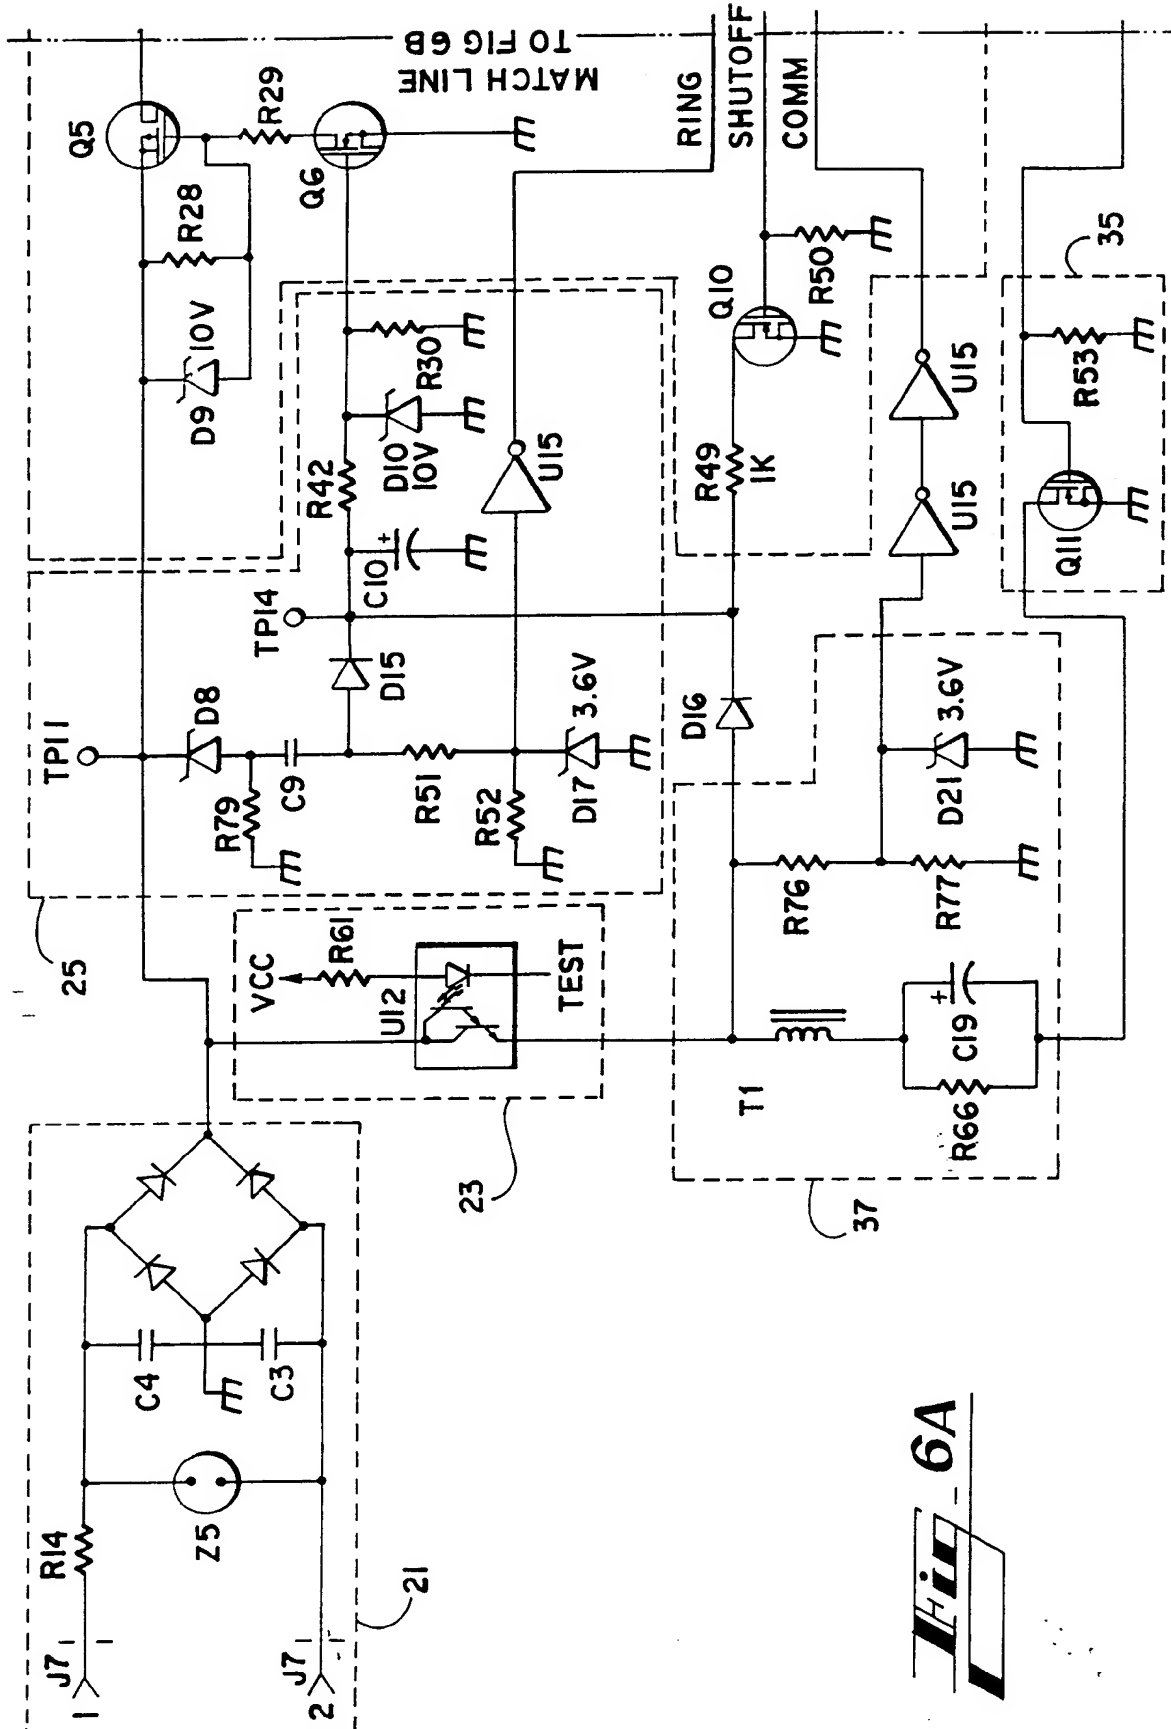 J7
1
R14
Z5
C4
C3
J7
2
21
25
TP11
D8
R79
C9
D15
R51
R52
D17
3.6V
TP14
C10
+
R42
D10
10V
R30
U15
D9
10V
R28
Q5
R29
Q6
MATCH LINE
TO FIG 6B
RING
SHUTOFF
COMM
VCC
R61
U12
TEST
23
D16
R49
1K
Q10
R50
U15
U15
T1
R76
R77
D21
3.6V
R66
C19
+
37
Q11
R53
35
Fig 6A